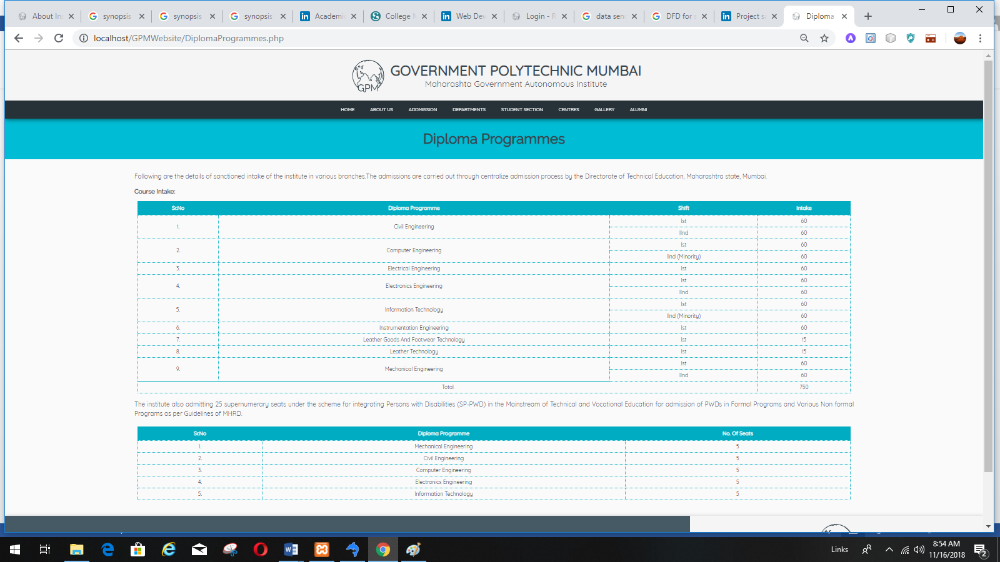 About In synopsis synopsis synopsis Academic College Web Dev Login - R data sen DFD for s Project s Diploma
localhost/GPMWebsite/DiplomaProgrammes.php
GOVERNMENT POLYTECHNIC MUMBAI
Maharashta Government Autonomous Institute
GPM
HOME ABOUT US ADDMISSION DEPARTMENTS STUDENT SECTION CENTRES GALLERY ALUMNI
Diploma Programmes
Following are the details of sanctioned intake of the institute in various branches.The admissions are carried out through centralize admission process by the Directorate of Technical Education, Maharashtra state, Mumbai.
Course Intake:
Sr.No Diploma Programme Shift Intake
1. Civil Engineering Ist 60
IInd 60
2. Computer Engineering Ist 60
IInd (Minority) 60
3. Electrical Engineering Ist 60
4. Electronics Engineering Ist 60
IInd 60
5. Information Technology Ist 60
IInd (Minority) 60
6. Instrumentation Engineering Ist 60
7. Leather Goods And Footwear Technology Ist 15
8. Leather Technology Ist 15
9. Mechanical Engineering Ist 60
IInd 60
Total 750
The institute also admitting 25 supernumerary seats under the scheme for integrating Persons with Disabilities (SP-PWD) in the Mainstream of Technical and Vocational Education for admission of PWDs in Formal Programs and Various Non formal
Programs as per Guidelines of MHRD.
Sr.No Diploma Programme No. Of Seats
1. Mechanical Engineering 5
2. Civil Engineering 5
3. Computer Engineering 5
4. Electronics Engineering 5
5. Information Technology 5
Links 8:54 AM
11/16/2018 2